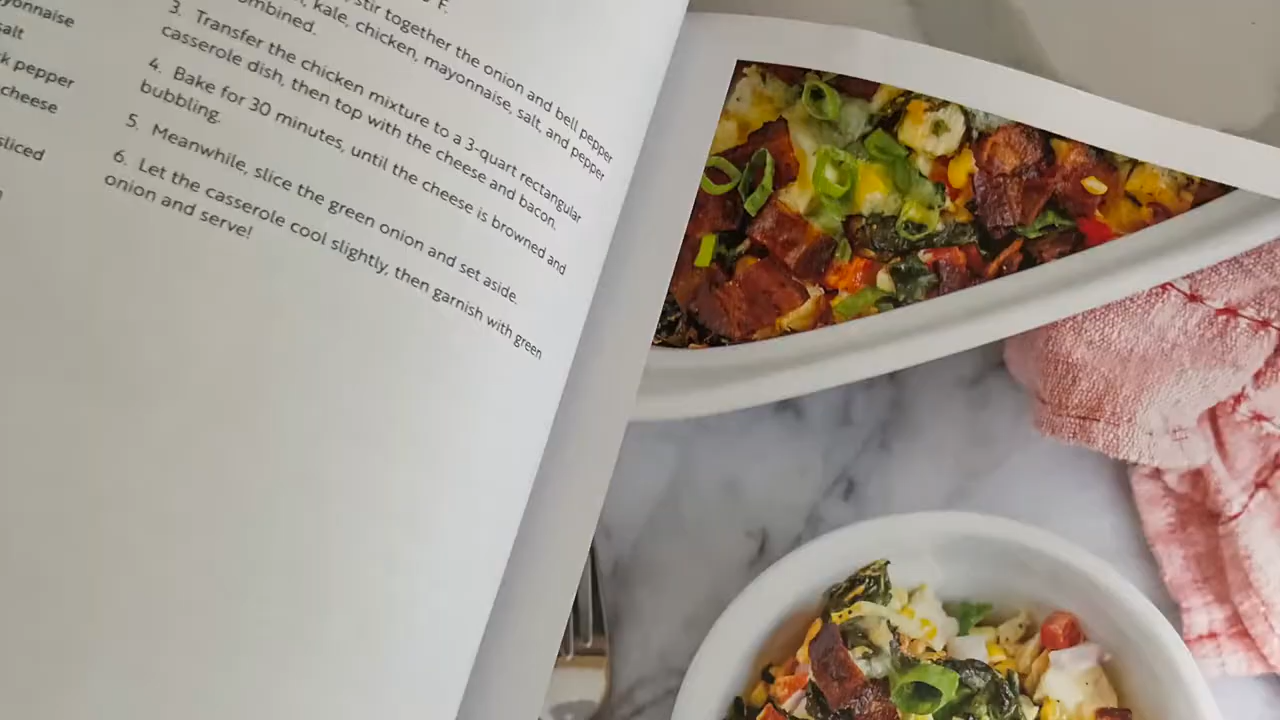 mayonnaise
salt
k pepper
cheese
sliced
F.
stir together the onion and bell pepper
, kale, chicken, mayonnaise, salt, and pepper
ombined.
3. Transfer the chicken mixture to a 3-quart rectangular
casserole dish, then top with the cheese and bacon.
4. Bake for 30 minutes, until the cheese is browned and
bubbling.
5. Meanwhile, slice the green onion and set aside.
6. Let the casserole cool slightly, then garnish with green
onion and serve!